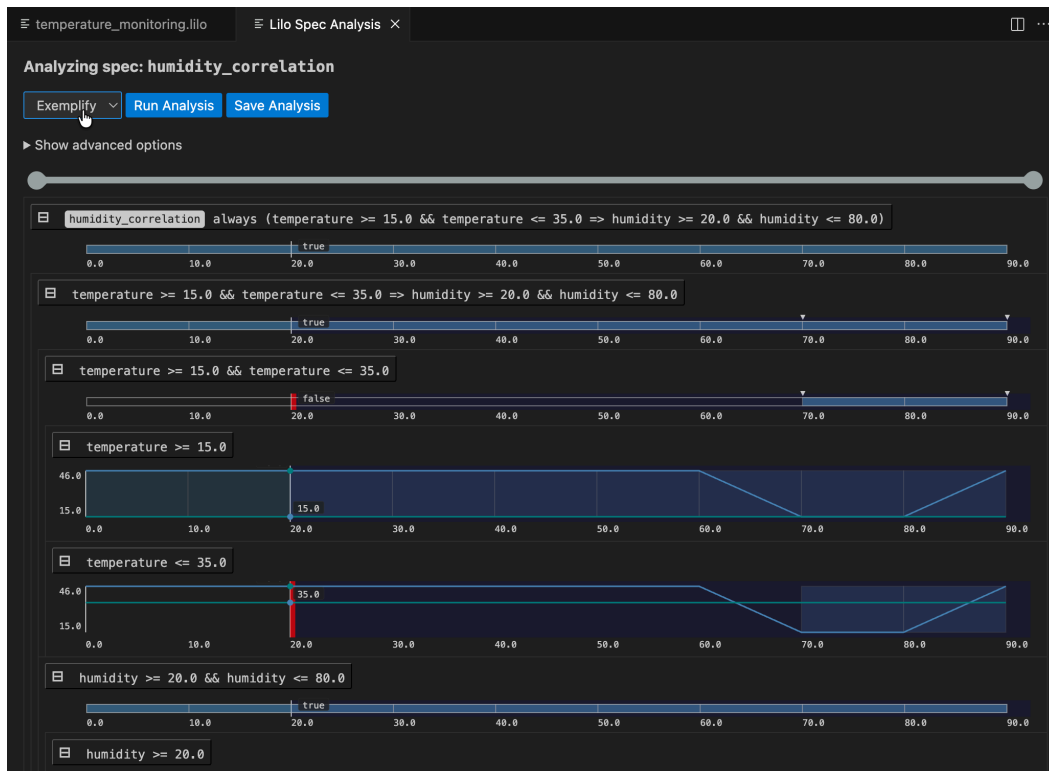 temperature_monitoring.lilo
Lilo Spec Analysis
Analyzing spec: humidity_correlation
Exemplify
Run Analysis
Save Analysis
Show advanced options
humidity_correlation always (temperature >= 15.0 && temperature <= 35.0 => humidity >= 20.0 && humidity <= 80.0)
true
0.0 10.0 20.0 30.0 40.0 50.0 60.0 70.0 80.0 90.0
temperature >= 15.0 && temperature <= 35.0 => humidity >= 20.0 && humidity <= 80.0
true
0.0 10.0 20.0 30.0 40.0 50.0 60.0 70.0 80.0 90.0
temperature >= 15.0 && temperature <= 35.0
false
0.0 10.0 20.0 30.0 40.0 50.0 60.0 70.0 80.0 90.0
temperature >= 15.0
46.0
15.0
15.0
0.0 10.0 20.0 30.0 40.0 50.0 60.0 70.0 80.0 90.0
temperature <= 35.0
46.0
35.0
15.0
0.0 10.0 20.0 30.0 40.0 50.0 60.0 70.0 80.0 90.0
humidity >= 20.0 && humidity <= 80.0
true
0.0 10.0 20.0 30.0 40.0 50.0 60.0 70.0 80.0 90.0
humidity >= 20.0